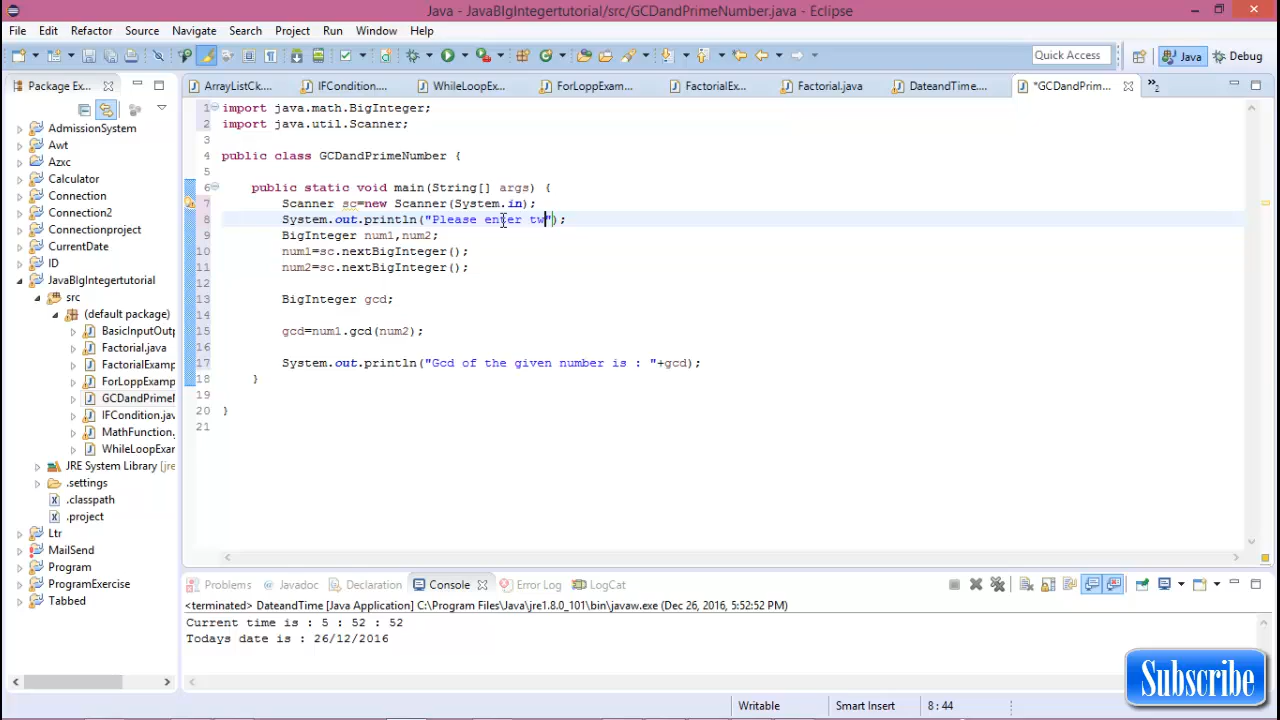 Java - JavaBIgIntegertutorial/src/GCDandPrimeNumber.java - Eclipse
File Edit Refactor Source Navigate Search Project Run Window Help
Quick Access Java Debug
Package Ex... ArrayListCk.... IFCondition.... WhileLoopEx... ForLoppExam... FactorialEx... Factorial.java DateandTime.... *GCDandPrim... »2
AdmissionSystem
Awt
Azxc
Calculator
Connection
Connection2
Connectionproject
CurrentDate
ID
JavaBIgIntegertutorial
src
(default package)
BasicInputOutp
Factorial.java
FactorialExamp
ForLoppExamp
GCDandPrimeN
IFCondition.jav
MathFunction.
WhileLoopExar
JRE System Library [jre
.settings
.classpath
.project
Ltr
MailSend
Program
ProgramExercise
Tabbed
1 import java.math.BigInteger;
2 import java.util.Scanner;
3
4 public class GCDandPrimeNumber {
5
6 public static void main(String[] args) {
7 Scanner sc=new Scanner(System.in);
8 System.out.println("Please enter tw");
9 BigInteger num1,num2;
10 num1=sc.nextBigInteger();
11 num2=sc.nextBigInteger();
12
13 BigInteger gcd;
14
15 gcd=num1.gcd(num2);
16
17 System.out.println("Gcd of the given number is : "+gcd);
18 }
19
20 }
21
Problems Javadoc Declaration Console Error Log LogCat
<terminated> DateandTime [Java Application] C:\Program Files\Java\jre1.8.0_101\bin\javaw.exe (Dec 26, 2016, 5:52:52 PM)
Current time is : 5 : 52 : 52
Todays date is : 26/12/2016
Subscribe
Writable Smart Insert 8 : 44